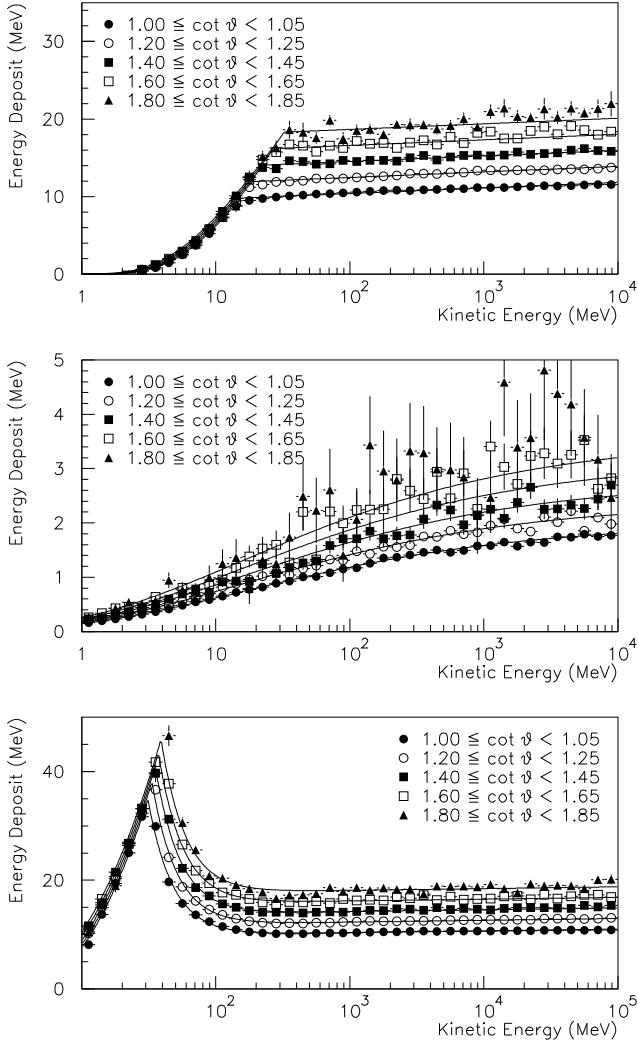 Energy Deposit (MeV)
30
20
10
0
● 1.00 ≦ cot ϑ < 1.05
○ 1.20 ≦ cot ϑ < 1.25
■ 1.40 ≦ cot ϑ < 1.45
□ 1.60 ≦ cot ϑ < 1.65
▲ 1.80 ≦ cot ϑ < 1.85
1 10 10² 10³ 10⁴
Kinetic Energy (MeV)
Energy Deposit (MeV)
5
4
3
2
1
0
● 1.00 ≦ cot ϑ < 1.05
○ 1.20 ≦ cot ϑ < 1.25
■ 1.40 ≦ cot ϑ < 1.45
□ 1.60 ≦ cot ϑ < 1.65
▲ 1.80 ≦ cot ϑ < 1.85
1 10 10² 10³ 10⁴
Kinetic Energy (MeV)
Energy Deposit (MeV)
40
20
0
● 1.00 ≦ cot ϑ < 1.05
○ 1.20 ≦ cot ϑ < 1.25
■ 1.40 ≦ cot ϑ < 1.45
□ 1.60 ≦ cot ϑ < 1.65
▲ 1.80 ≦ cot ϑ < 1.85
10² 10³ 10⁴ 10⁵
Kinetic Energy (MeV)